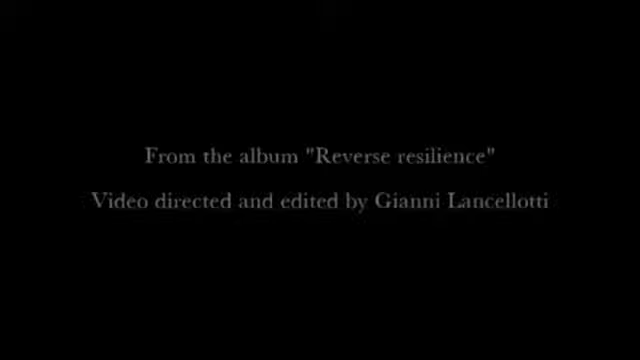 From the album "Reverse resilience"
Video directed and edited by Gianni Lancellotti